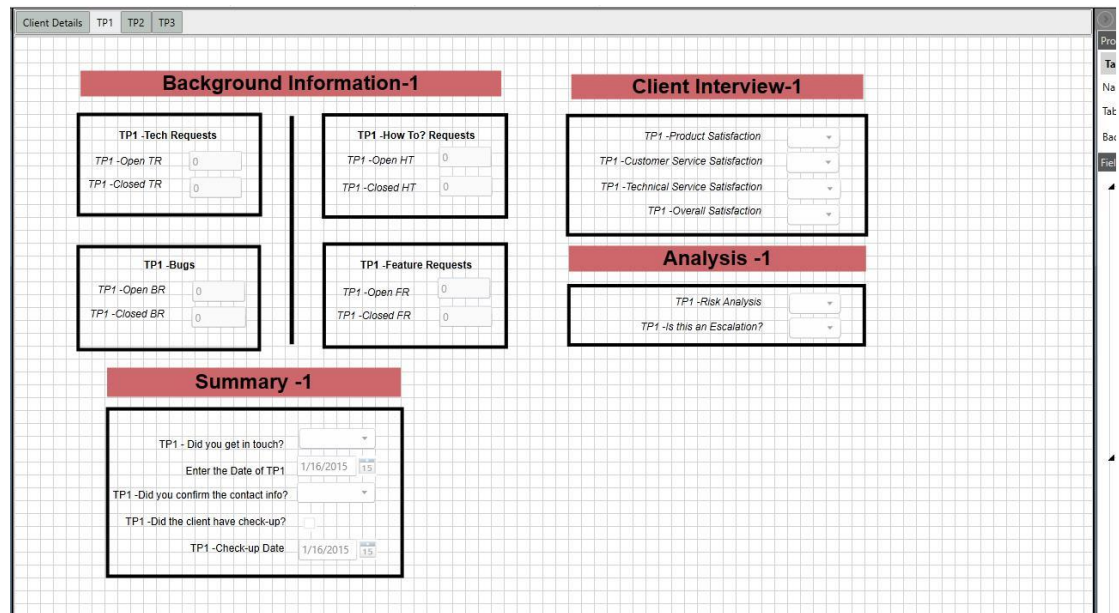 Client Details TP1 TP2 TP3
Background Information-1
TP1 -Tech Requests
TP1 -Open TR 0
TP1 -Closed TR 0
TP1 -How To? Requests
TP1 -Open HT 0
TP1 -Closed HT 0
TP1 -Bugs
TP1 -Open BR 0
TP1 -Closed BR 0
TP1 -Feature Requests
TP1 -Open FR 0
TP1 -Closed FR 0
Summary -1
TP1 - Did you get in touch?
Enter the Date of TP1 1/16/2015 15
TP1 -Did you confirm the contact info?
TP1 -Did the client have check-up?
TP1 -Check-up Date 1/16/2015 15
Client Interview-1
TP1 -Product Satisfaction
TP1 -Customer Service Satisfaction
TP1 -Technical Service Satisfaction
TP1 -Overall Satisfaction
Analysis -1
TP1 -Risk Analysis
TP1 -Is this an Escalation?
Pro
Ta
Na
Tab
Bac
Fiel